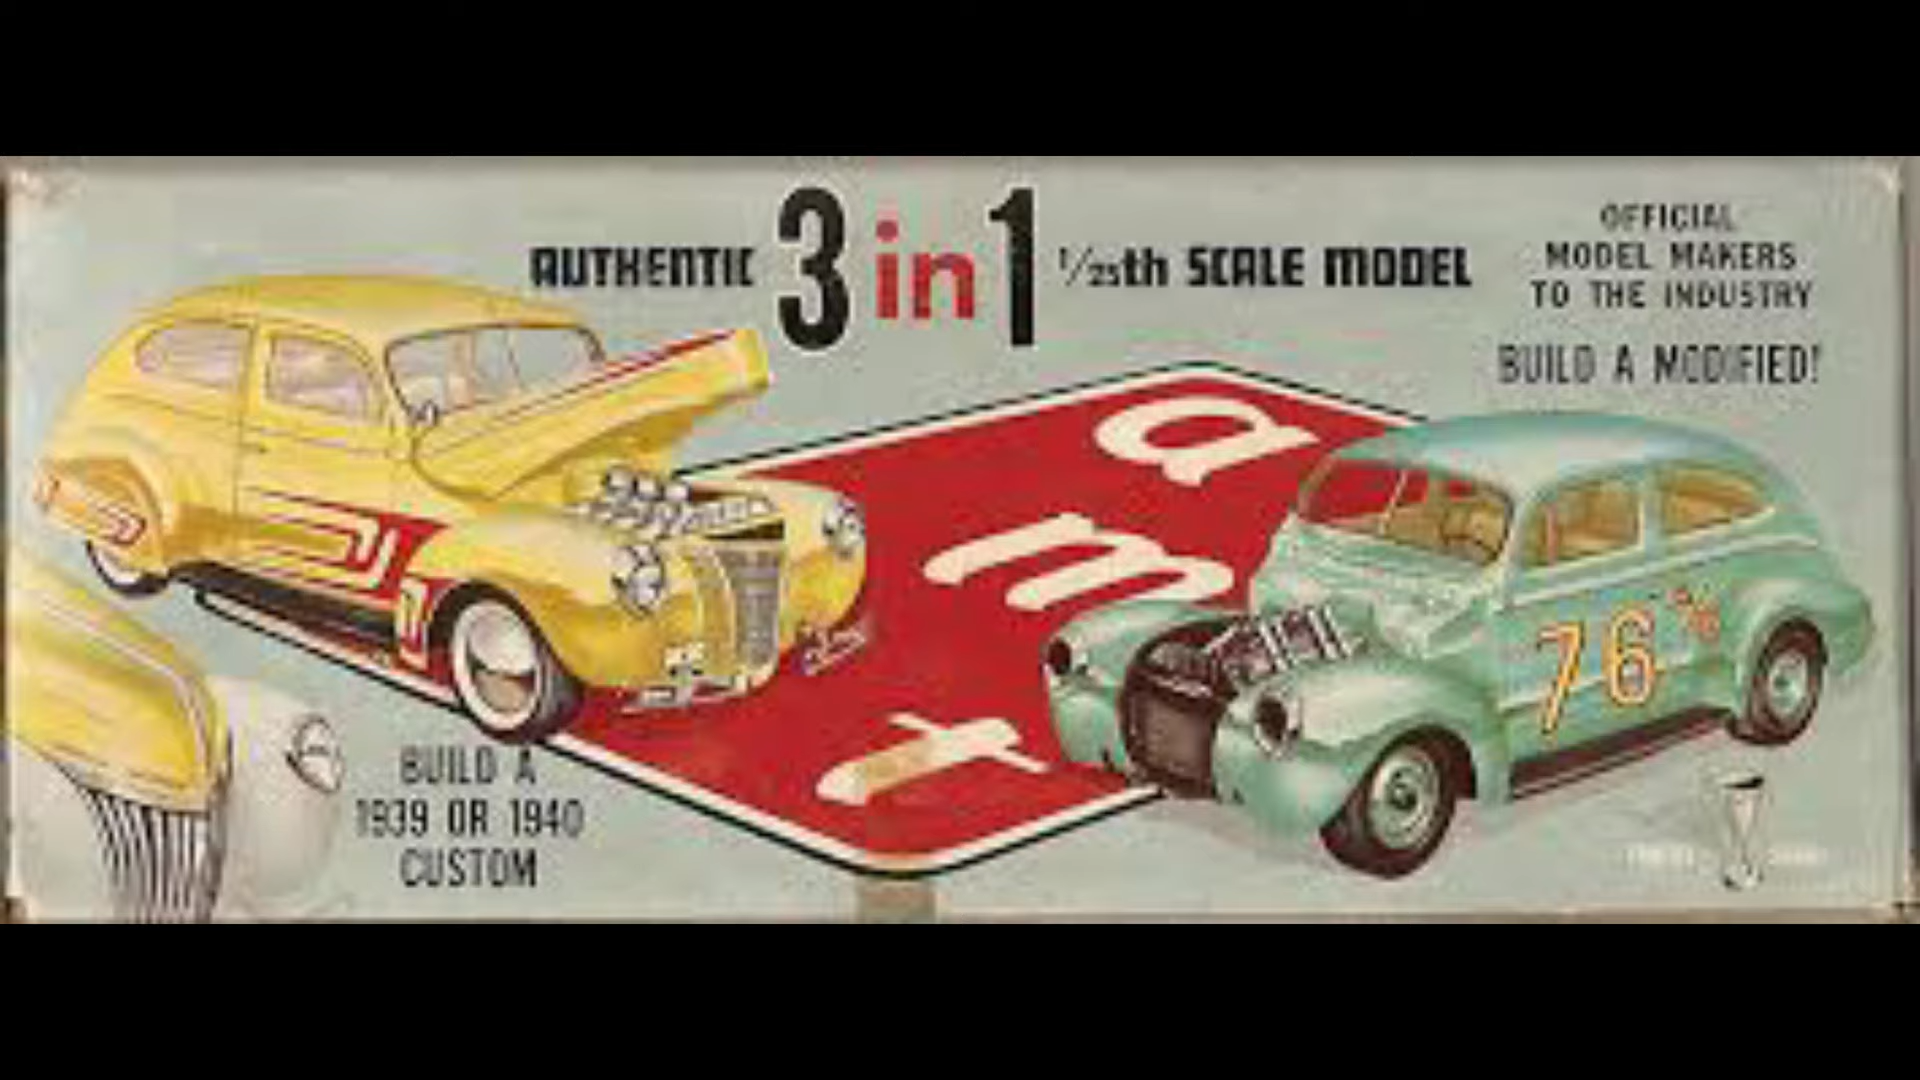 AUTHENTIC 3 in 1 1/25th SCALE MODEL
OFFICIAL
MODEL MAKERS
TO THE INDUSTRY
BUILD A MODIFIED!
amt
76
BUILD A
1939 OR 1940
CUSTOM